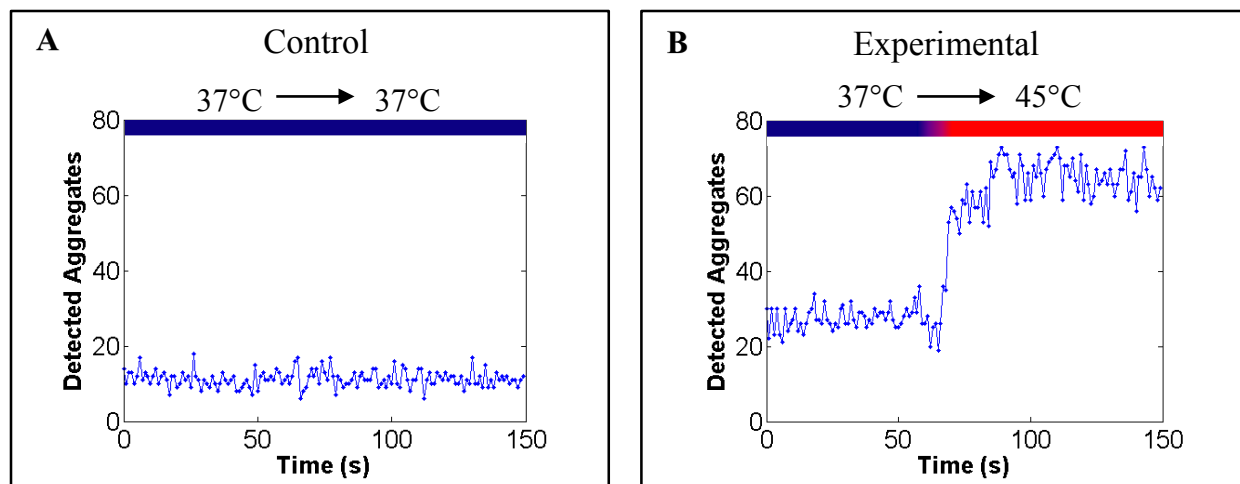 A Control
37°C 37°C
80
60
40
20
0
Detected Aggregates
0 50 100 150
Time (s)
B Experimental
37°C 45°C
80
60
40
20
0
Detected Aggregates
0 50 100 150
Time (s)